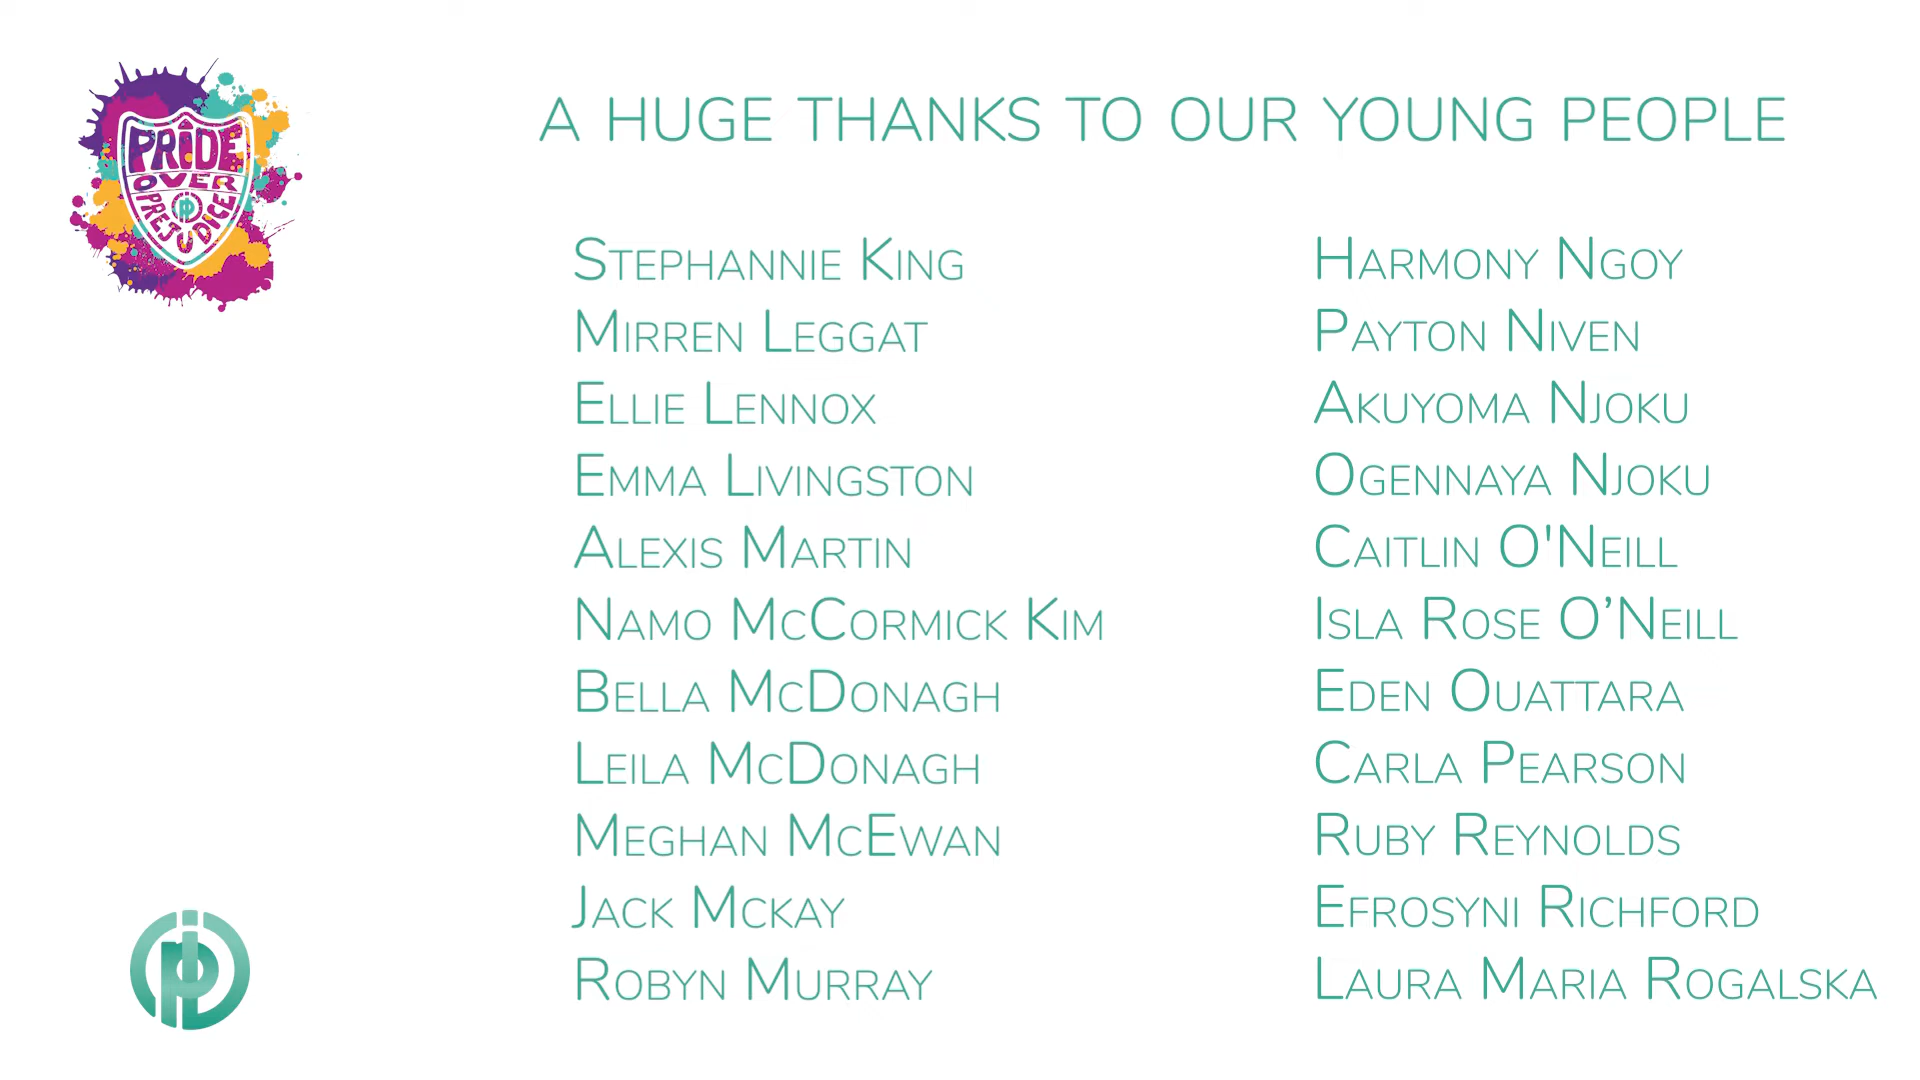 PRIDE
OVER
PREJUDICE
A HUGE THANKS TO OUR YOUNG PEOPLE
Stephannie King
Mirren Leggat
Ellie Lennox
Emma Livingston
Alexis Martin
Namo McCormick Kim
Bella McDonagh
Leila McDonagh
Meghan McEwan
Jack Mckay
Robyn Murray
Harmony Ngoy
Payton Niven
Akuyoma Njoku
Ogennaya Njoku
Caitlin O'Neill
Isla Rose O’Neill
Eden Ouattara
Carla Pearson
Ruby Reynolds
Efrosyni Richford
Laura Maria Rogalska